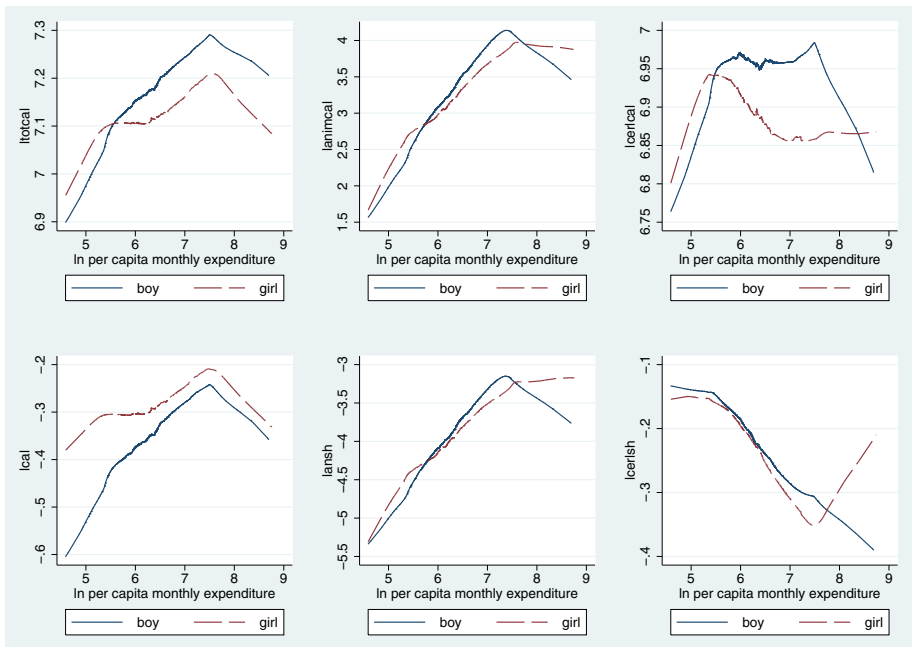 ltotcal
7.3
7.2
7.1
7
6.9
5 6 7 8 9
ln per capita monthly expenditure
boy girl
lanimcal
4
3.5
3
2.5
2
1.5
5 6 7 8 9
ln per capita monthly expenditure
boy girl
lcerlcal
7
6.95
6.9
6.85
6.8
6.75
5 6 7 8 9
ln per capita monthly expenditure
boy girl
lcal
-.2
-.3
-.4
-.5
-.6
5 6 7 8 9
ln per capita monthly expenditure
boy girl
lansh
-3
-3.5
-4
-4.5
-5
-5.5
5 6 7 8 9
ln per capita monthly expenditure
boy girl
lcerlsh
-.1
-.2
-.3
-.4
5 6 7 8 9
ln per capita monthly expenditure
boy girl